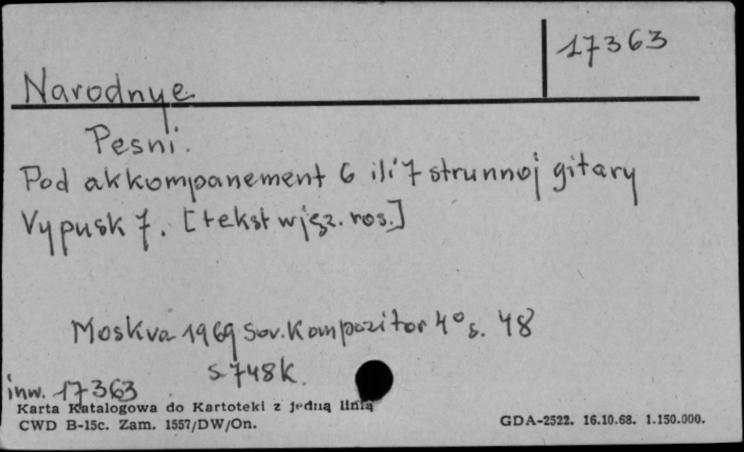 17363
Narodnye
Pesni.
Pod akkompanement 6 ili 7 strunnoj gitary
Vypusk 7. [tekst w jęz. ros.]
Moskva 1969 Sov. Kompozitor 4° s. 48
S 748K.
inw. 17363
Karta Katalogowa do Kartoteki z jedną linią
CWD B-15c. Zam. 1557/DW/On.
GDA-2522. 16.10.68. 1.150.000.